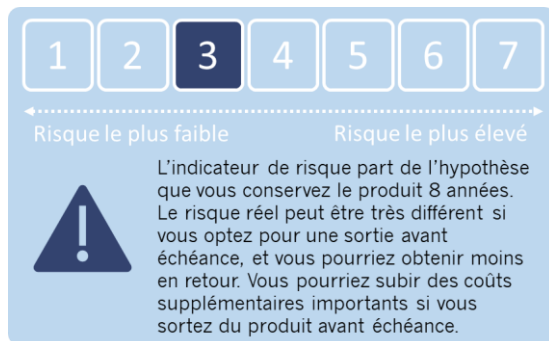 1 2 3 4 5 6 7
Risque le plus faible Risque le plus élevé
L'indicateur de risque part de l'hypothèse
que vous conservez le produit 8 années.
Le risque réel peut être très différent si
vous optez pour une sortie avant
échéance, et vous pourriez obtenir moins
en retour. Vous pourriez subir des coûts
supplémentaires importants si vous
sortez du produit avant échéance.